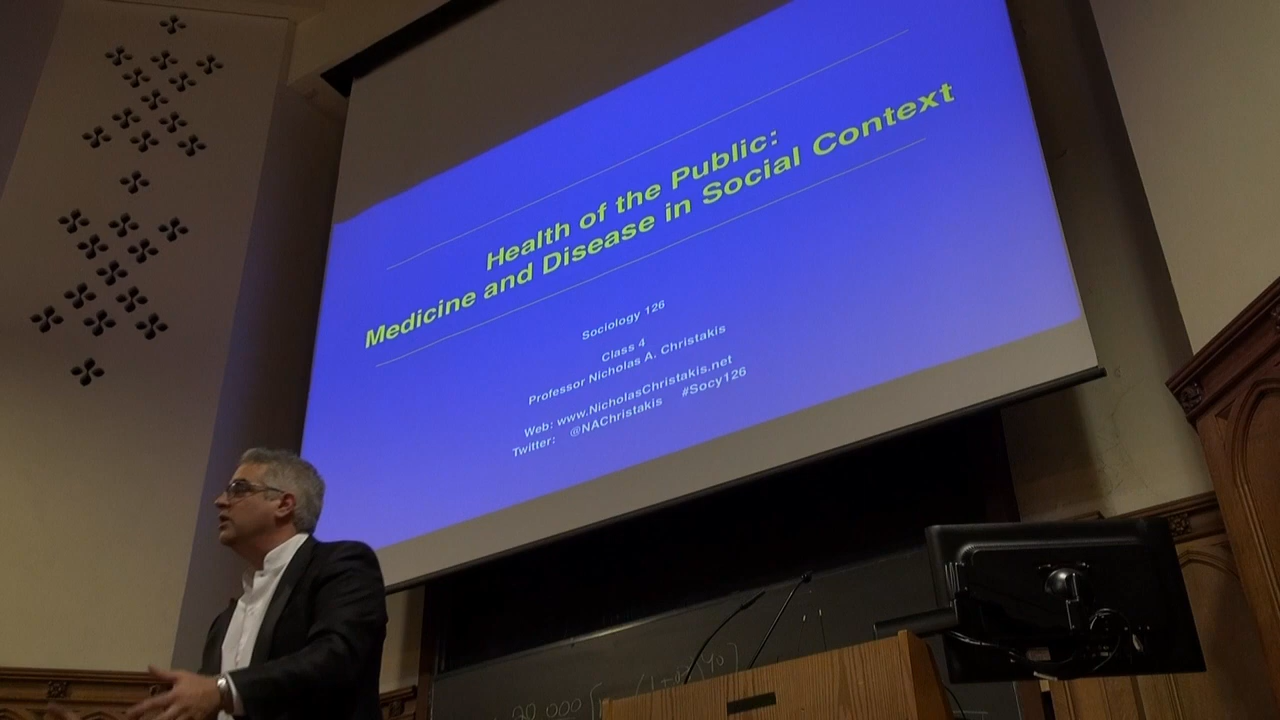 Health of the Public:
Medicine and Disease in Social Context
Sociology 126
Class 4
Professor Nicholas A. Christakis
Web: www.NicholasChristakis.net
Twitter: @NAChristakis #Socy126